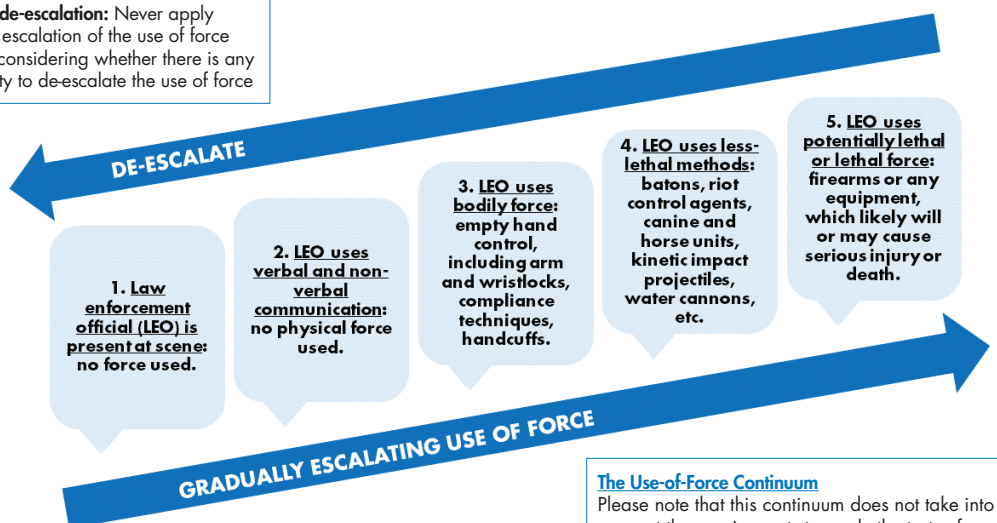 de-escalation: Never apply
escalation of the use of force
considering whether there is any
ty to de-escalate the use of force
DE-ESCALATE
1. Law
enforcement
official (LEO) is
present at scene:
no force used.
2. LEO uses
verbal and non-
verbal
communication:
no physical force
used.
3. LEO uses
bodily force:
empty hand
control,
including arm
and wristlocks,
compliance
techniques,
handcuffs.
4. LEO uses less-
lethal methods:
batons, riot
control agents,
canine and
horse units,
kinetic impact
projectiles,
water cannons,
etc.
5. LEO uses
potentially lethal
or lethal force:
firearms or any
equipment,
which likely will
or may cause
serious injury or
death.
GRADUALLY ESCALATING USE OF FORCE
The Use-of-Force Continuum
Please note that this continuum does not take into